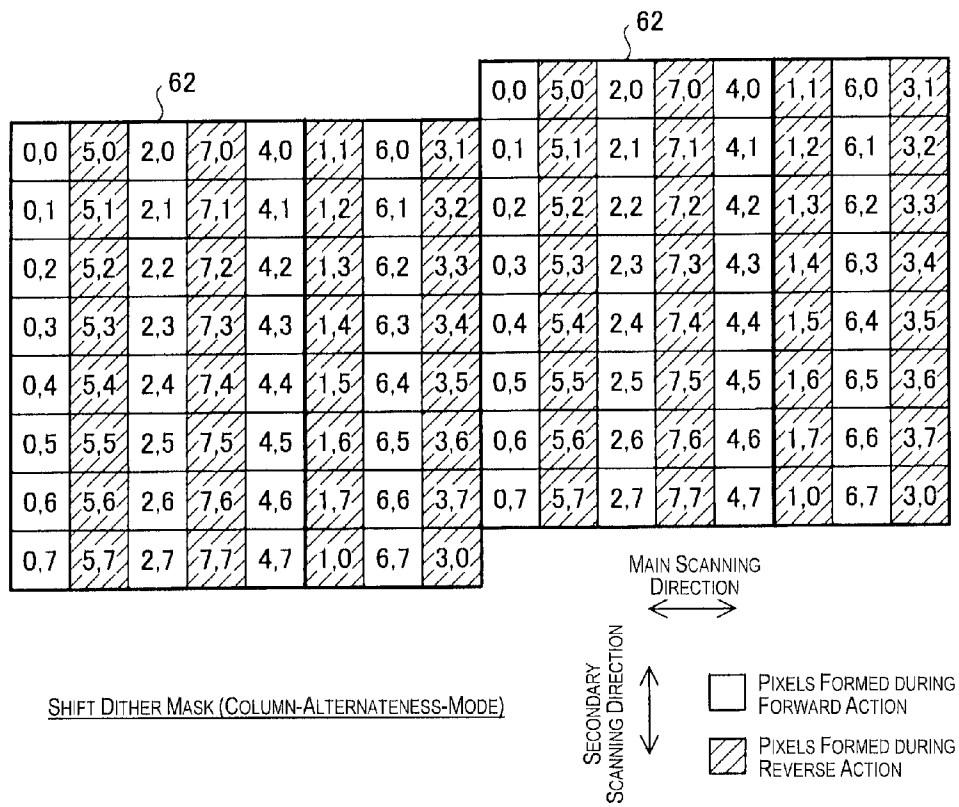 62
62
0,0 5,0 2,0 7,0 4,0 1,1 6,0 3,1
0,0 5,0 2,0 7,0 4,0 1,1 6,0 3,1 0,1 5,1 2,1 7,1 4,1 1,2 6,1 3,2
0,1 5,1 2,1 7,1 4,1 1,2 6,1 3,2 0,2 5,2 2,2 7,2 4,2 1,3 6,2 3,3
0,2 5,2 2,2 7,2 4,2 1,3 6,2 3,3 0,3 5,3 2,3 7,3 4,3 1,4 6,3 3,4
0,3 5,3 2,3 7,3 4,3 1,4 6,3 3,4 0,4 5,4 2,4 7,4 4,4 1,5 6,4 3,5
0,4 5,4 2,4 7,4 4,4 1,5 6,4 3,5 0,5 5,5 2,5 7,5 4,5 1,6 6,5 3,6
0,5 5,5 2,5 7,5 4,5 1,6 6,5 3,6 0,6 5,6 2,6 7,6 4,6 1,7 6,6 3,7
0,6 5,6 2,6 7,6 4,6 1,7 6,6 3,7 0,7 5,7 2,7 7,7 4,7 1,0 6,7 3,0
0,7 5,7 2,7 7,7 4,7 1,0 6,7 3,0
MAIN SCANNING
DIRECTION
SECONDARY
SCANNING DIRECTION
SHIFT DITHER MASK (COLUMN-ALTERNATENESS-MODE)
PIXELS FORMED DURING
FORWARD ACTION
PIXELS FORMED DURING
REVERSE ACTION